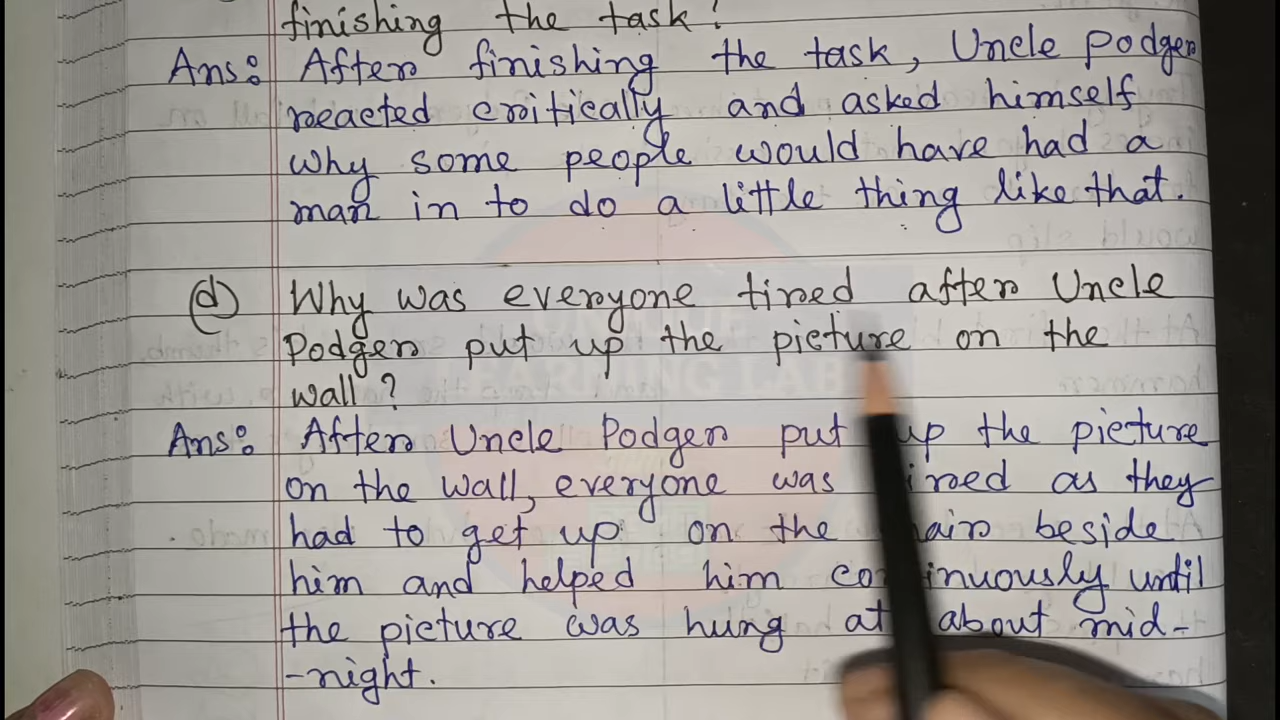 finishing the task?
Ans: After finishing the task, Uncle Podger
reacted critically and asked himself
why some people would have had a
man in to do a little thing like that.
(d) Why was everyone tired after Uncle
Podger put up the picture on the
wall?
Ans: After Uncle Podger put up the picture
on the wall, everyone was tired as they
had to get up on the chair beside
him and helped him continuously until
the picture was hung at about mid-
-night.